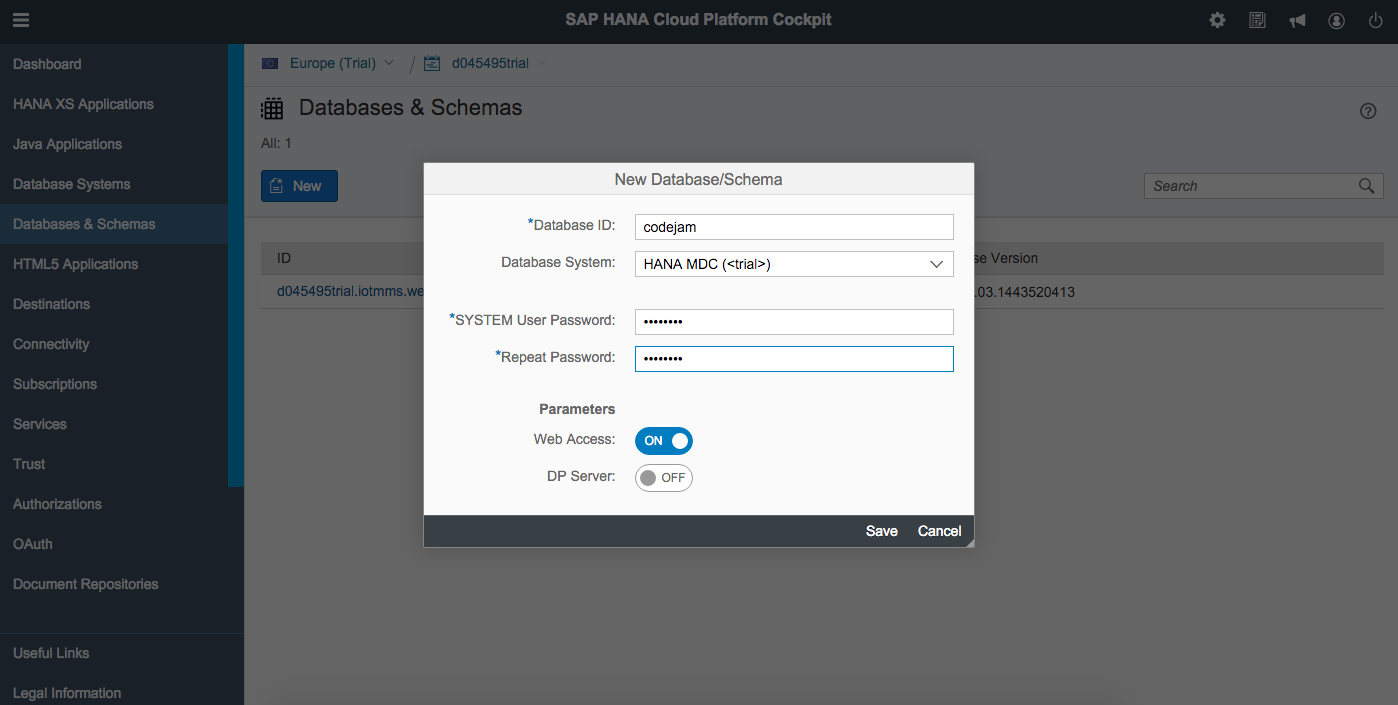 SAP HANA Cloud Platform Cockpit
Dashboard
HANA XS Applications
Java Applications
Database Systems
Databases & Schemas
HTML5 Applications
Destinations
Connectivity
Subscriptions
Services
Trust
Authorizations
OAuth
Document Repositories
Useful Links
Legal Information
Europe (Trial) / d045495trial
Databases & Schemas
All: 1
New
Search
ID
se Version
d045495trial.iotmms.we
.03.1443520413
New Database/Schema
*Database ID: codejam
Database System: HANA MDC (<trial>)
*SYSTEM User Password: ••••••••
*Repeat Password: ••••••••
Parameters
Web Access: ON
DP Server: OFF
Save Cancel